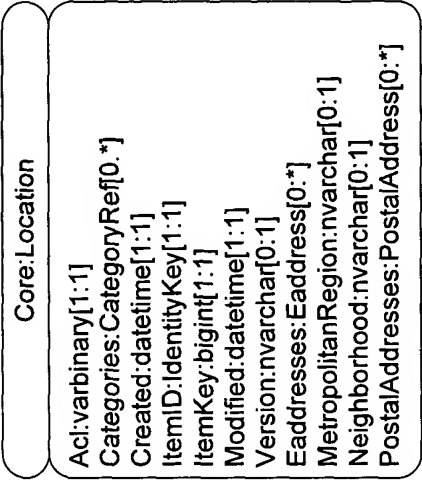 Core:Location
Acl:varbinary[1:1]
Categories:CategoryRef[0.*]
Created:datetime[1:1]
ItemID:IdentityKey[1:1]
ItemKey:bigint[1:1]
Modified:datetime[1:1]
Version:nvarchar[0:1]
Eaddresses:Eaddress[0:*]
MetropolitanRegion:nvarchar[0:1]
Neighborhood:nvarchar[0:1]
PostalAddresses:PostalAddress[0:*]